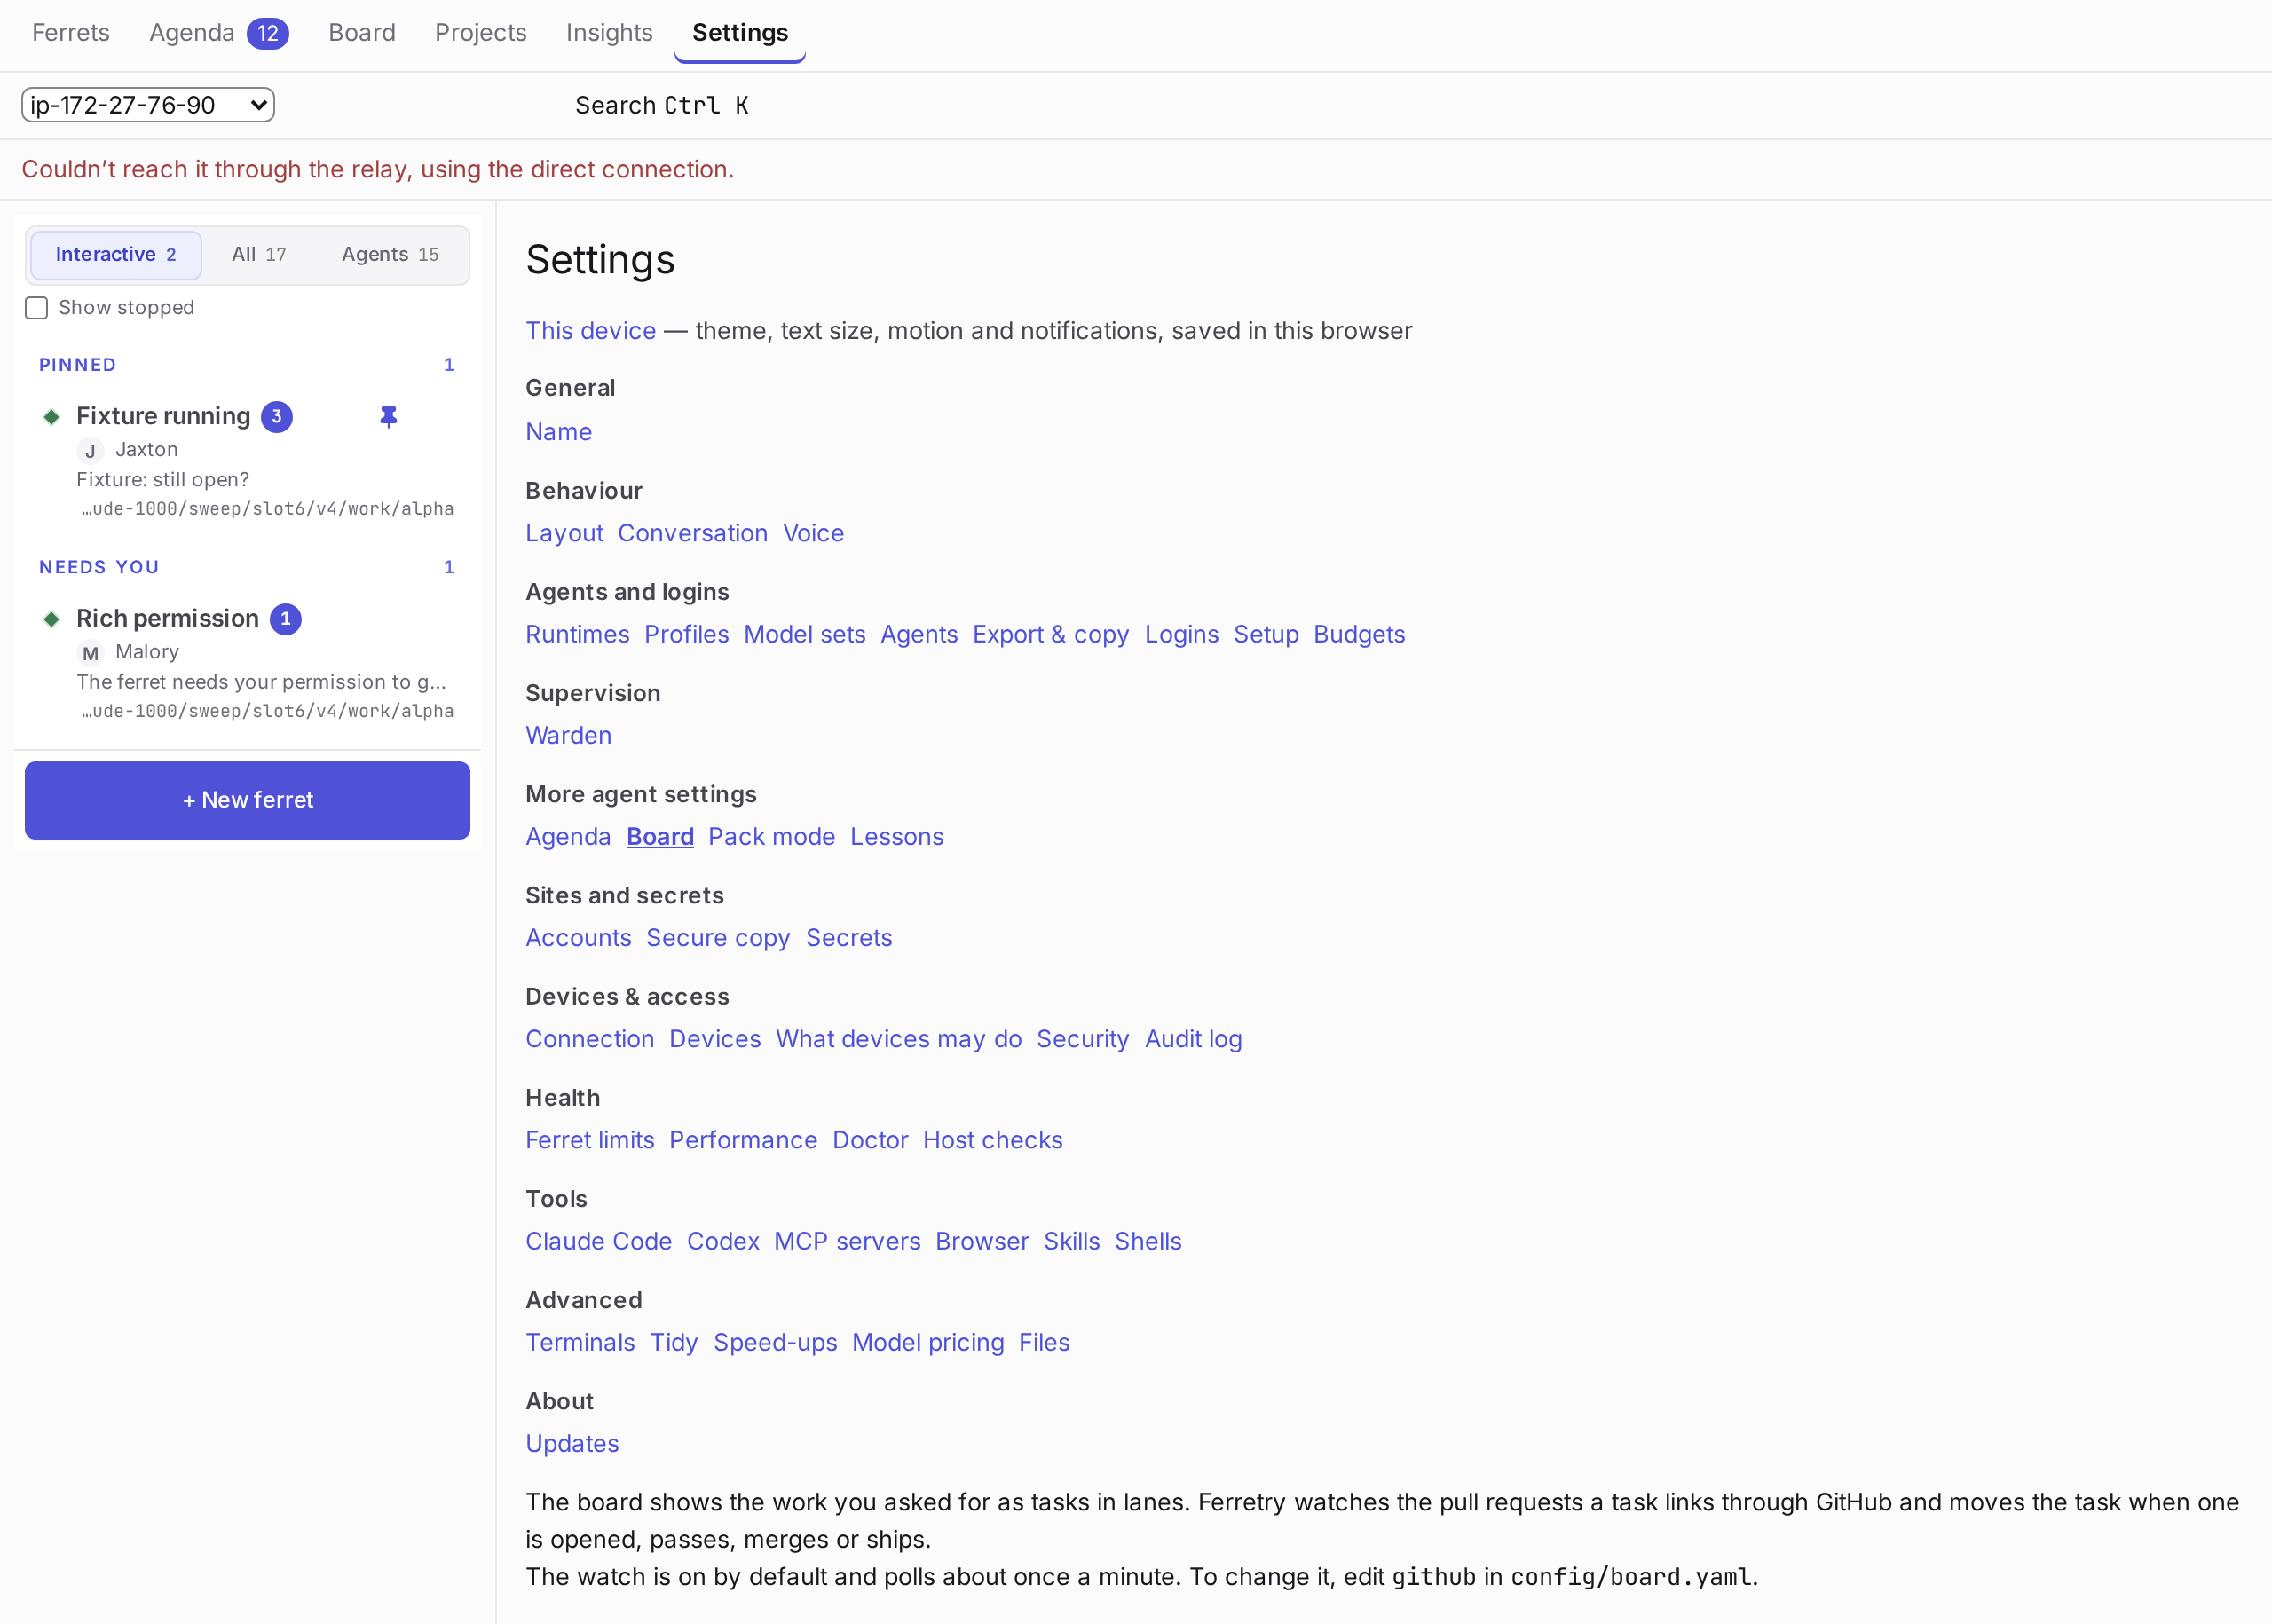 Ferrets Agenda 12 Board Projects Insights Settings
ip-172-27-76-90 Search Ctrl K
Couldn’t reach it through the relay, using the direct connection.
Interactive 2 All 17 Agents 15
Show stopped
PINNED 1
Fixture running 3
J Jaxton
Fixture: still open?
…ude-1000/sweep/slot6/v4/work/alpha
NEEDS YOU 1
Rich permission 1
M Malory
The ferret needs your permission to g…
…ude-1000/sweep/slot6/v4/work/alpha
+ New ferret
Settings
This device — theme, text size, motion and notifications, saved in this browser
General
Name
Behaviour
Layout Conversation Voice
Agents and logins
Runtimes Profiles Model sets Agents Export & copy Logins Setup Budgets
Supervision
Warden
More agent settings
Agenda Board Pack mode Lessons
Sites and secrets
Accounts Secure copy Secrets
Devices & access
Connection Devices What devices may do Security Audit log
Health
Ferret limits Performance Doctor Host checks
Tools
Claude Code Codex MCP servers Browser Skills Shells
Advanced
Terminals Tidy Speed-ups Model pricing Files
About
Updates
The board shows the work you asked for as tasks in lanes. Ferretry watches the pull requests a task links through GitHub and moves the task when one
is opened, passes, merges or ships.
The watch is on by default and polls about once a minute. To change it, edit github in config/board.yaml.